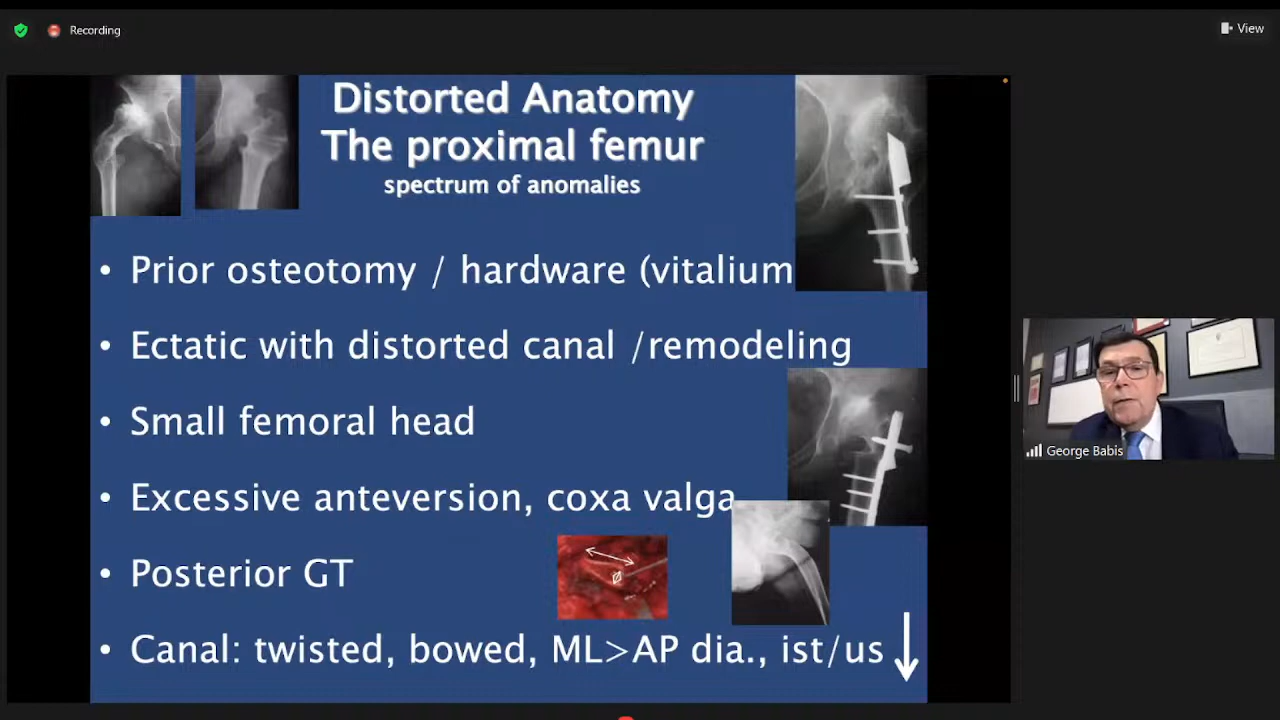 Recording
View
Distorted Anatomy
The proximal femur
spectrum of anomalies
• Prior osteotomy / hardware (vitalium
• Ectatic with distorted canal /remodeling
• Small femoral head
• Excessive anteversion, coxa valga
• Posterior GT
• Canal: twisted, bowed, ML>AP dia., ist/us
George Babis